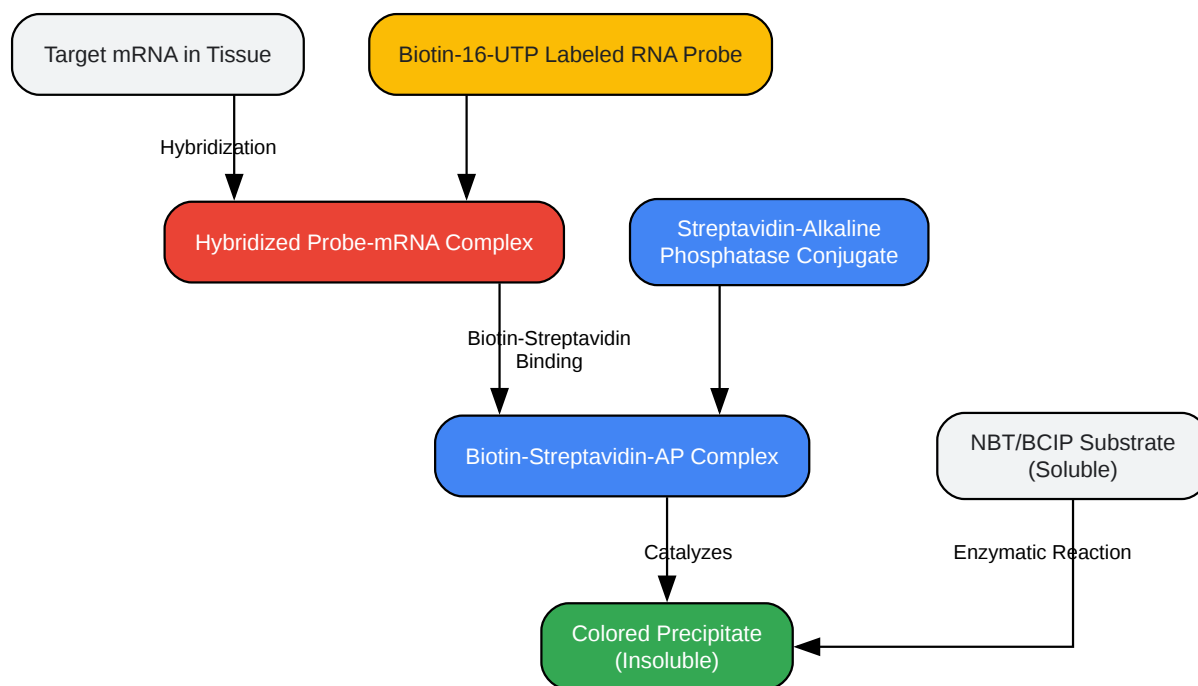 Target mRNA in Tissue
Biotin-16-UTP Labeled RNA Probe
Hybridization
Hybridized Probe-mRNA Complex
Streptavidin-Alkaline
Phosphatase Conjugate
Biotin-Streptavidin
Binding
Biotin-Streptavidin-AP Complex
NBT/BCIP Substrate
(Soluble)
Catalyzes
Enzymatic Reaction
Colored Precipitate
(Insoluble)